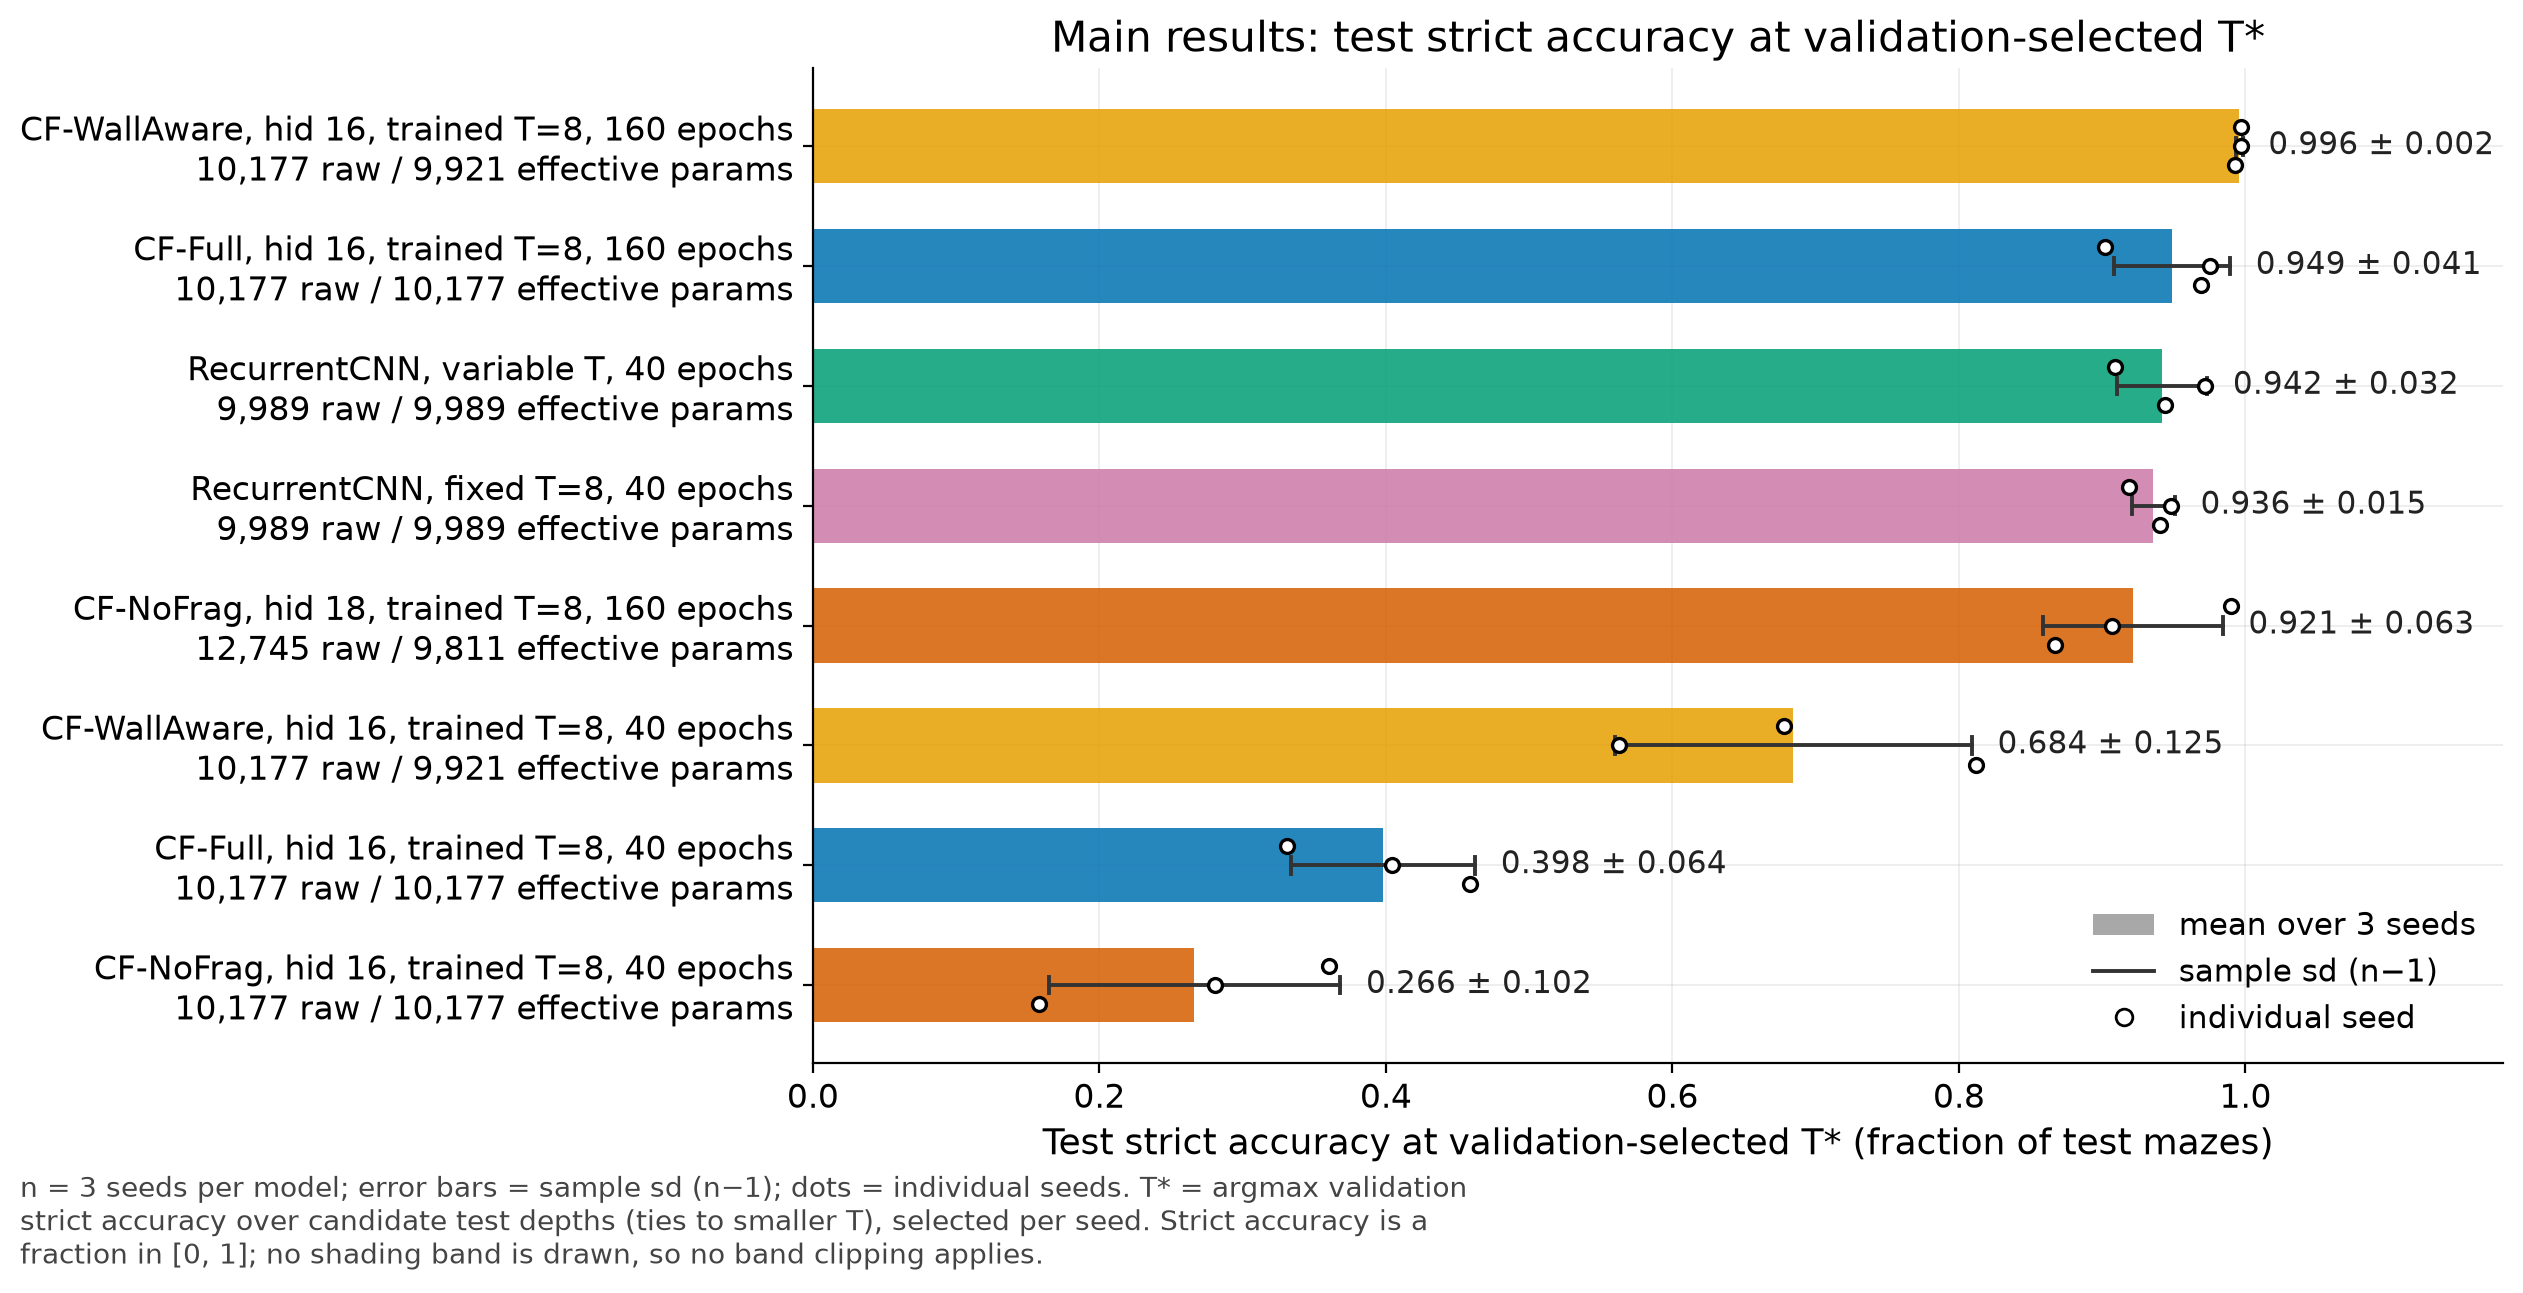 Main results: test strict accuracy at validation-selected T*
CF-WallAware, hid 16, trained T=8, 160 epochs
10,177 raw / 9,921 effective params
0.996 ± 0.002
CF-Full, hid 16, trained T=8, 160 epochs
10,177 raw / 10,177 effective params
0.949 ± 0.041
RecurrentCNN, variable T, 40 epochs
9,989 raw / 9,989 effective params
0.942 ± 0.032
RecurrentCNN, fixed T=8, 40 epochs
9,989 raw / 9,989 effective params
0.936 ± 0.015
CF-NoFrag, hid 18, trained T=8, 160 epochs
12,745 raw / 9,811 effective params
0.921 ± 0.063
CF-WallAware, hid 16, trained T=8, 40 epochs
10,177 raw / 9,921 effective params
0.684 ± 0.125
CF-Full, hid 16, trained T=8, 40 epochs
10,177 raw / 10,177 effective params
0.398 ± 0.064
CF-NoFrag, hid 16, trained T=8, 40 epochs
10,177 raw / 10,177 effective params
0.266 ± 0.102
mean over 3 seeds
sample sd (n−1)
individual seed
0.0 0.2 0.4 0.6 0.8 1.0
Test strict accuracy at validation-selected T* (fraction of test mazes)
n = 3 seeds per model; error bars = sample sd (n−1); dots = individual seeds. T* = argmax validation
strict accuracy over candidate test depths (ties to smaller T), selected per seed. Strict accuracy is a
fraction in [0, 1]; no shading band is drawn, so no band clipping applies.